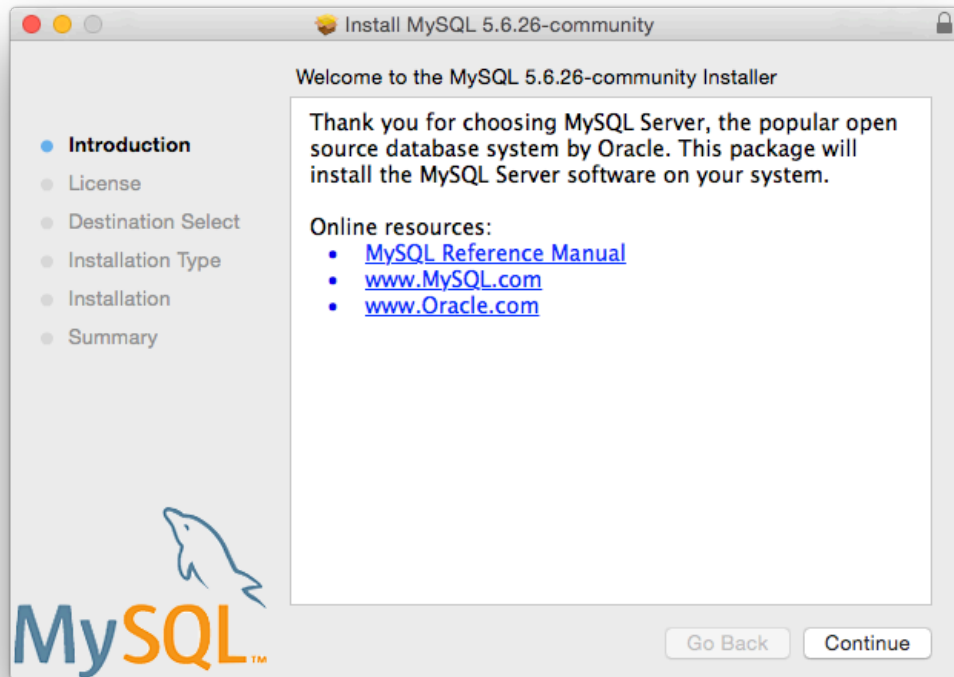 Install MySQL 5.6.26-community
Welcome to the MySQL 5.6.26-community Installer
Introduction
License
Destination Select
Installation Type
Installation
Summary
Thank you for choosing MySQL Server, the popular open
source database system by Oracle. This package will
install the MySQL Server software on your system.
Online resources:
• MySQL Reference Manual
• www.MySQL.com
• www.Oracle.com
MySQL™
Go Back
Continue